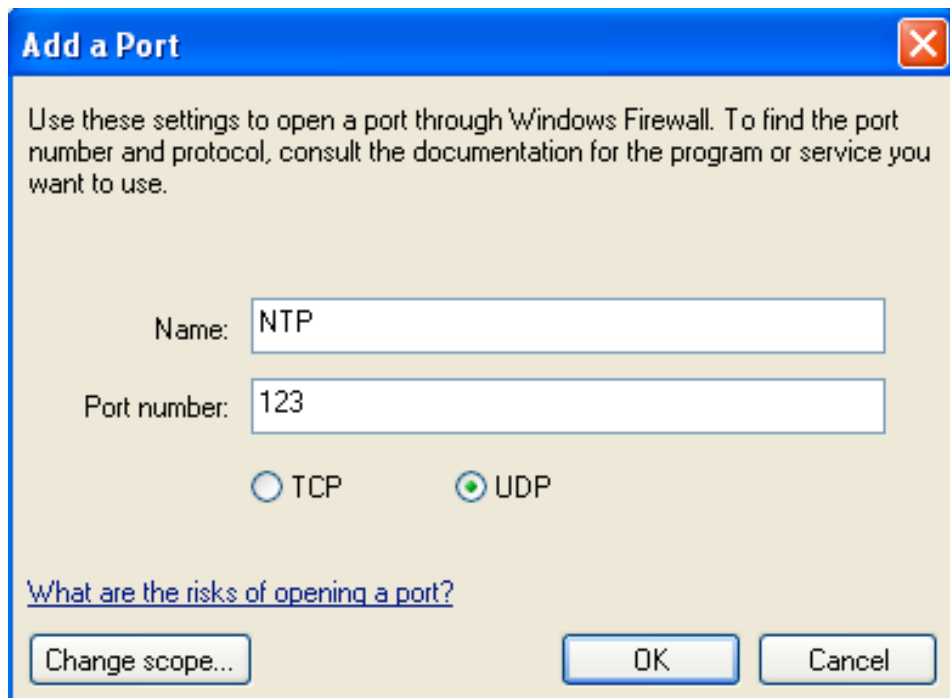 Add a Port
Use these settings to open a port through Windows Firewall. To find the port
number and protocol, consult the documentation for the program or service you
want to use.
Name: NTP
Port number: 123
TCP UDP
What are the risks of opening a port?
Change scope... OK Cancel